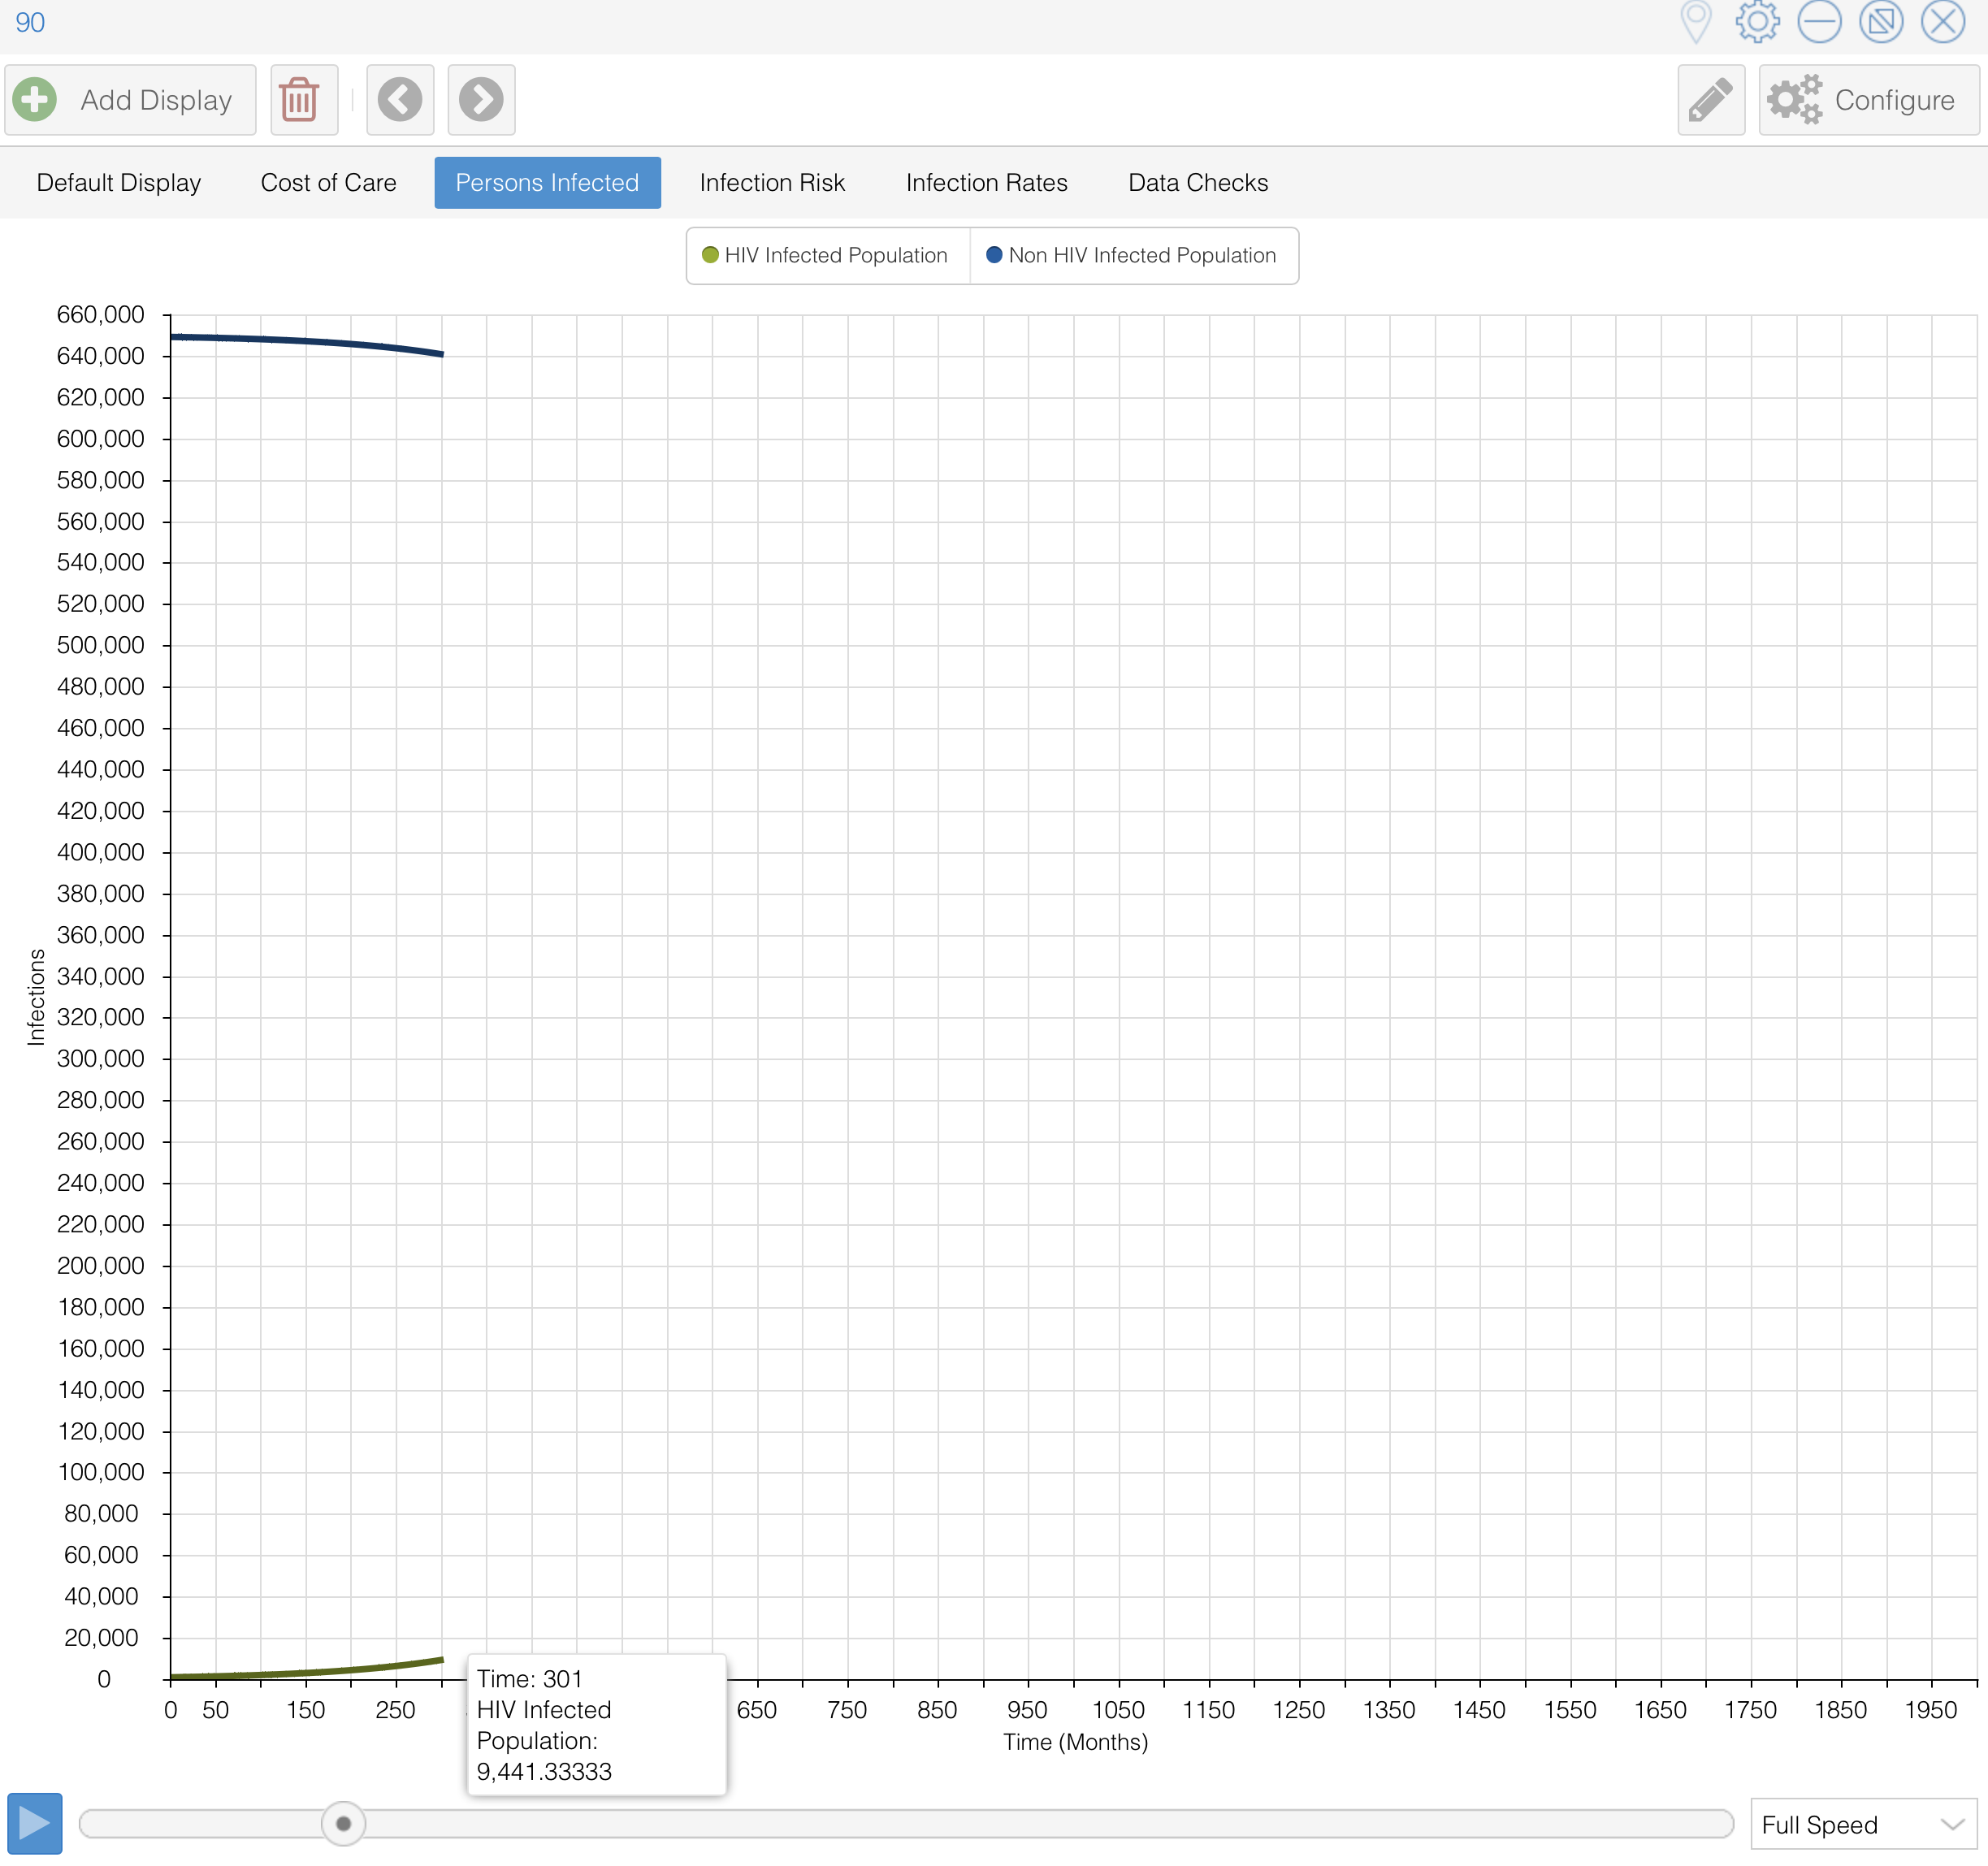 90
Add Display
Configure
Default Display
Cost of Care
Persons Infected
Infection Risk
Infection Rates
Data Checks
HIV Infected Population
Non HIV Infected Population
660,000
640,000
620,000
600,000
580,000
560,000
540,000
520,000
500,000
480,000
460,000
440,000
420,000
400,000
380,000
360,000
340,000
320,000
300,000
280,000
260,000
240,000
220,000
200,000
180,000
160,000
140,000
120,000
100,000
80,000
60,000
40,000
20,000
0
Infections
0 50 150 250 650 750 850 950 1050 1150 1250 1350 1450 1550 1650 1750 1850 1950
Time (Months)
Time: 301
HIV Infected
Population:
9,441.33333
Full Speed